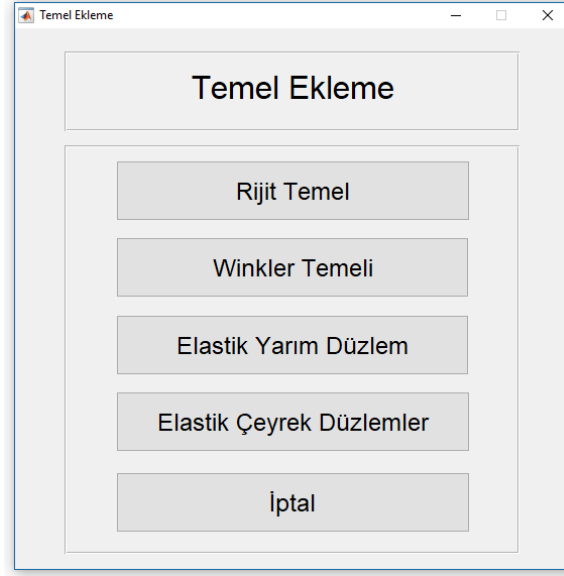 Temel Ekleme
Temel Ekleme
Rijit Temel
Winkler Temeli
Elastik Yarım Düzlem
Elastik Çeyrek Düzlemler
İptal